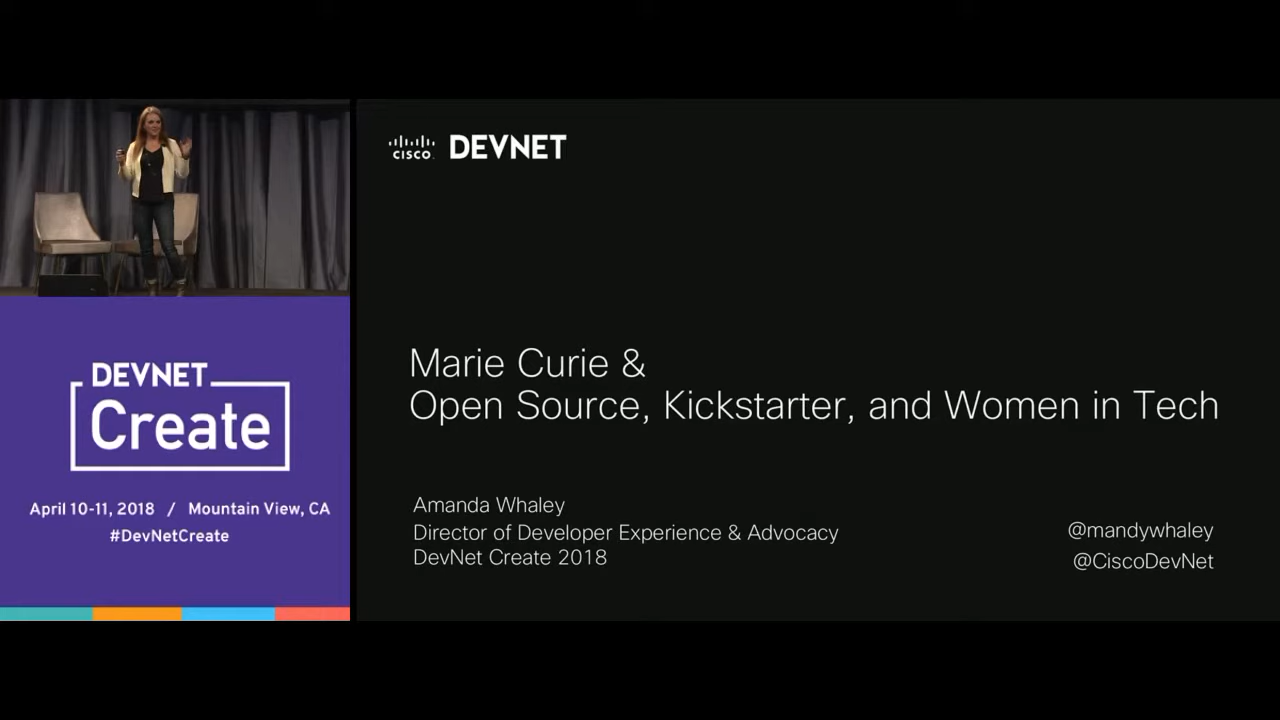 DEVNET
Create
April 10-11, 2018 / Mountain View, CA
#DevNetCreate
CISCO DEVNET
Marie Curie &
Open Source, Kickstarter, and Women in Tech
Amanda Whaley
Director of Developer Experience & Advocacy
DevNet Create 2018
@mandywhaley
@CiscoDevNet